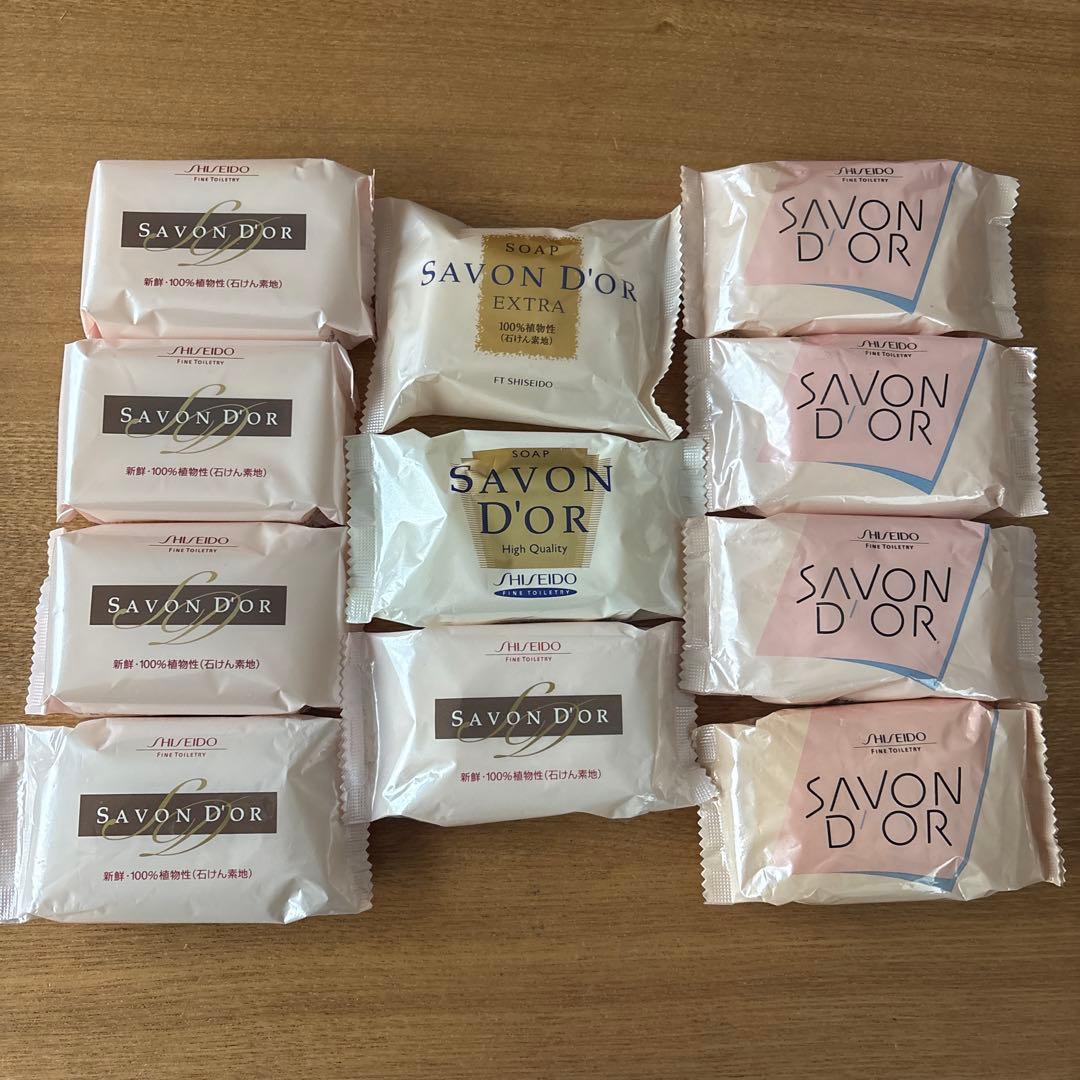 SHISEIDO
FINE TOILETRY
SAVON D'OR
新鮮・100%植物性(石けん素地)
SHISEIDO
FINE TOILETRY
SAVON D'OR
新鮮・100%植物性(石けん素地)
SHISEIDO
FINE TOILETRY
SAVON D'OR
新鮮・100%植物性(石けん素地)
SHISEIDO
FINE TOILETRY
SAVON D'OR
新鮮・100%植物性(石けん素地)
SOAP
SAVON D'OR
EXTRA
100%植物性
(石けん素地)
FT SHISEIDO
SOAP
SAVON
D'OR
High Quality
SHISEIDO
FINE TOILETRY
SHISEIDO
FINE TOILETRY
SAVON D'OR
新鮮・100%植物性(石けん素地)
SHISEIDO
FINE TOILETRY
SAVON
D'OR
SHISEIDO
FINE TOILETRY
SAVON
D'OR
SHISEIDO
FINE TOILETRY
SAVON
D'OR
SHISEIDO
FINE TOILETRY
SAVON
D'OR